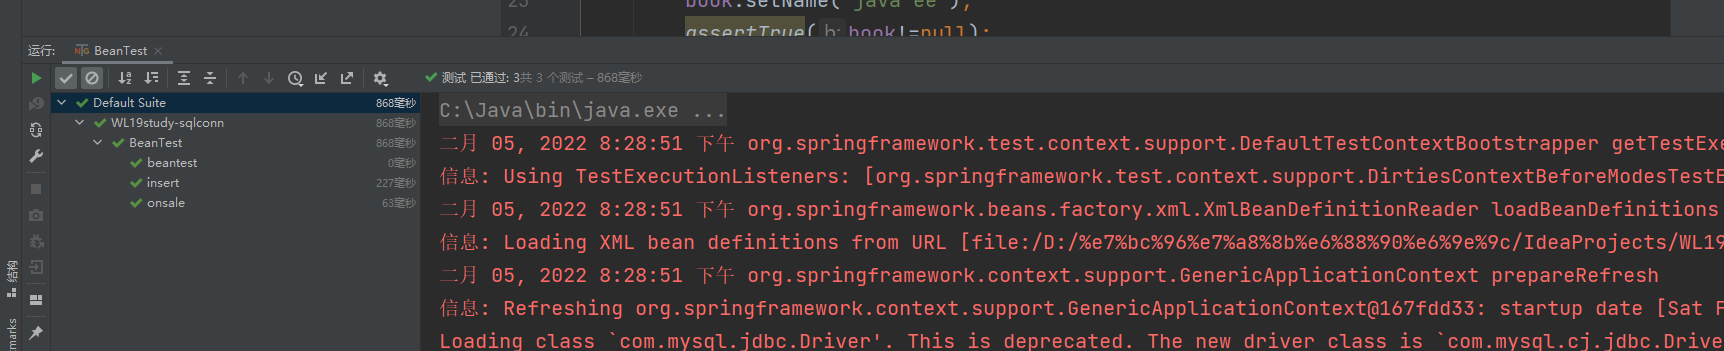 23 book.setName("java ee");
24 assertTrue( h: book!=null);
运行: BeanTest
测试 已通过: 3共 3 个测试 – 868毫秒
Default Suite 868毫秒
WL19study-sqlconn 868毫秒
BeanTest 868毫秒
beantest 0毫秒
insert 227毫秒
onsale 63毫秒
C:\Java\bin\java.exe ...
二月 05, 2022 8:28:51 下午 org.springframework.test.context.support.DefaultTestContextBootstrapper getTestExe
信息: Using TestExecutionListeners: [org.springframework.test.context.support.DirtiesContextBeforeModesTestE
二月 05, 2022 8:28:51 下午 org.springframework.beans.factory.xml.XmlBeanDefinitionReader loadBeanDefinitions
信息: Loading XML bean definitions from URL [file:/D:/%e7%bc%96%e7%a8%8b%e6%88%90%e6%9e%9c/IdeaProjects/WL19
二月 05, 2022 8:28:51 下午 org.springframework.context.support.GenericApplicationContext prepareRefresh
信息: Refreshing org.springframework.context.support.GenericApplicationContext@167fdd33: startup date [Sat F
Loading class `com.mysql.jdbc.Driver'. This is deprecated. The new driver class is `com.mysql.cj.jdbc.Drive
结构
marks